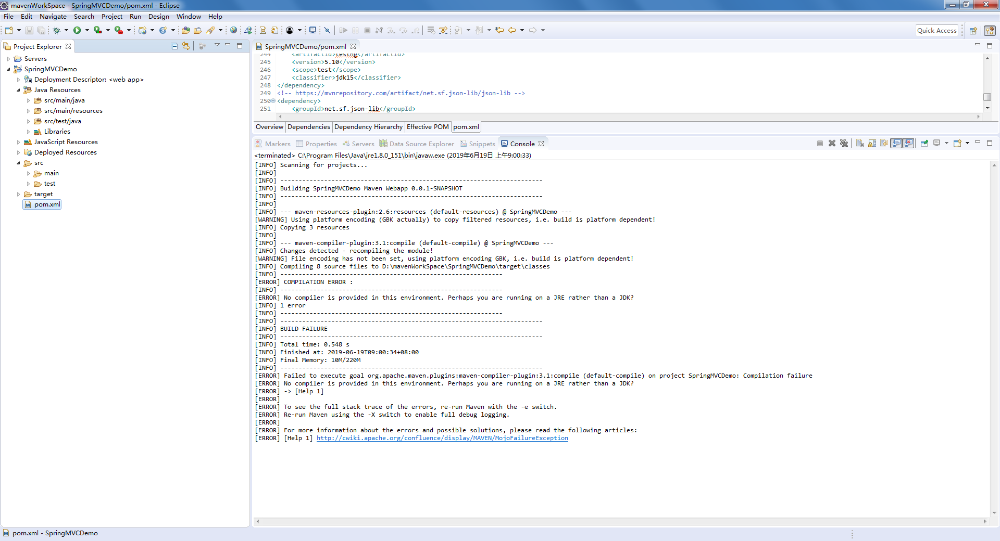 mavenWorkSpace - SpringMVCDemo/pom.xml - Eclipse
File Edit Navigate Search Project Run Design Window Help
Quick Access
Project Explorer
Servers
SpringMVCDemo
Deployment Descriptor: <web app>
Java Resources
src/main/java
src/main/resources
src/test/java
Libraries
JavaScript Resources
Deployed Resources
src
main
test
target
pom.xml
SpringMVCDemo/pom.xml
244 <artifactId>testng</artifactId>
245 <version>5.10</version>
246 <scope>test</scope>
247 <classifier>jdk15</classifier>
248 </dependency>
249 <!-- https://mvnrepository.com/artifact/net.sf.json-lib/json-lib -->
250 <dependency>
251 <groupId>net.sf.json-lib</groupId>
Overview Dependencies Dependency Hierarchy Effective POM pom.xml
Markers Properties Servers Data Source Explorer Snippets Console
<terminated> C:\Program Files\Java\jre1.8.0_151\bin\javaw.exe (2019年6月19日 上午9:00:33)
[INFO] Scanning for projects...
[INFO]
[INFO] ------------------------------------------------------------------------
[INFO] Building SpringMVCDemo Maven Webapp 0.0.1-SNAPSHOT
[INFO] ------------------------------------------------------------------------
[INFO]
[INFO] --- maven-resources-plugin:2.6:resources (default-resources) @ SpringMVCDemo ---
[WARNING] Using platform encoding (GBK actually) to copy filtered resources, i.e. build is platform dependent!
[INFO] Copying 3 resources
[INFO]
[INFO] --- maven-compiler-plugin:3.1:compile (default-compile) @ SpringMVCDemo ---
[INFO] Changes detected - recompiling the module!
[WARNING] File encoding has not been set, using platform encoding GBK, i.e. build is platform dependent!
[INFO] Compiling 8 source files to D:\mavenWorkSpace\SpringMVCDemo\target\classes
[INFO] -------------------------------------------------------------
[ERROR] COMPILATION ERROR :
[INFO] -------------------------------------------------------------
[ERROR] No compiler is provided in this environment. Perhaps you are running on a JRE rather than a JDK?
[INFO] 1 error
[INFO] -------------------------------------------------------------
[INFO] ------------------------------------------------------------------------
[INFO] BUILD FAILURE
[INFO] ------------------------------------------------------------------------
[INFO] Total time: 0.548 s
[INFO] Finished at: 2019-06-19T09:00:34+08:00
[INFO] Final Memory: 10M/220M
[INFO] ------------------------------------------------------------------------
[ERROR] Failed to execute goal org.apache.maven.plugins:maven-compiler-plugin:3.1:compile (default-compile) on project SpringMVCDemo: Compilation failure
[ERROR] No compiler is provided in this environment. Perhaps you are running on a JRE rather than a JDK?
[ERROR] -> [Help 1]
[ERROR]
[ERROR] To see the full stack trace of the errors, re-run Maven with the -e switch.
[ERROR] Re-run Maven using the -X switch to enable full debug logging.
[ERROR]
[ERROR] For more information about the errors and possible solutions, please read the following articles:
[ERROR] [Help 1] http://cwiki.apache.org/confluence/display/MAVEN/MojoFailureException
pom.xml - SpringMVCDemo